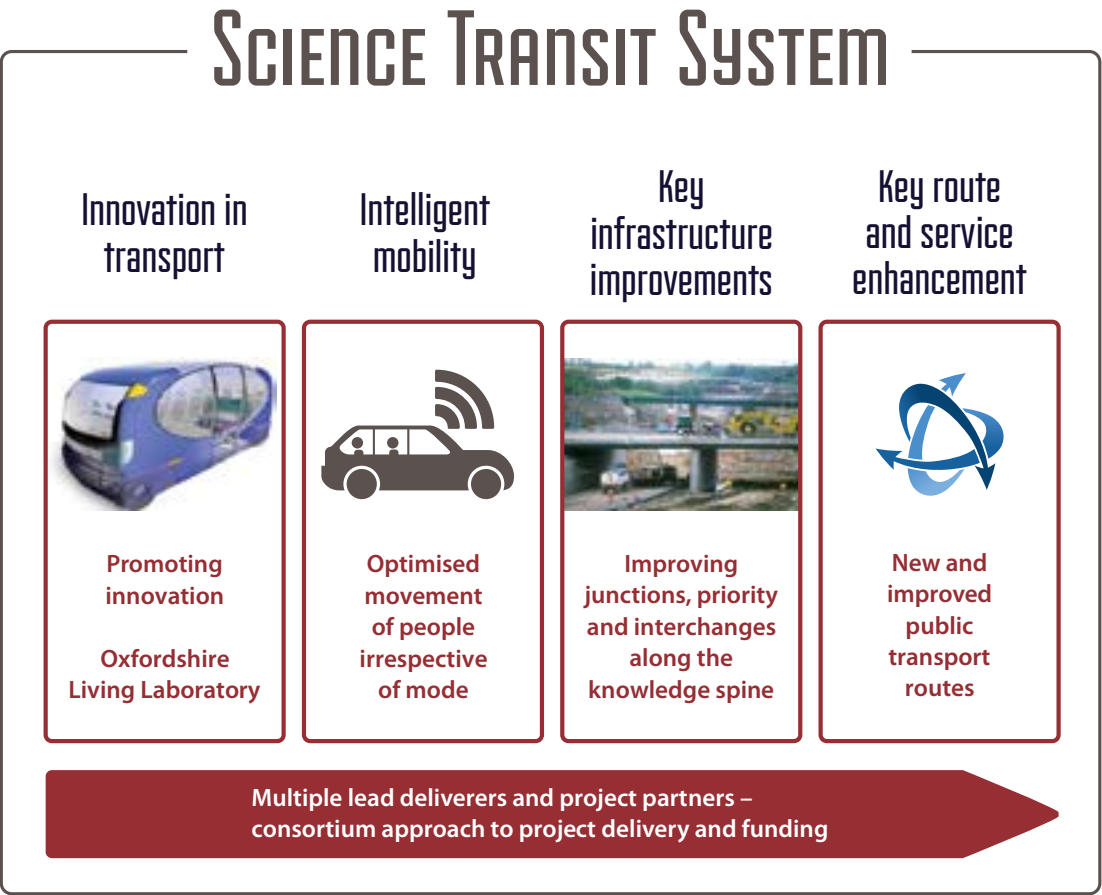 SCIENCE TRANSIT SYSTEM
Innovation in
transport
Intelligent
mobility
Key
infrastructure
improvements
Key route
and service
enhancement
Promoting
innovation
Oxfordshire
Living Laboratory
Optimised
movement
of people
irrespective
of mode
Improving
junctions, priority
and interchanges
along the
knowledge spine
New and
improved
public
transport
routes
Multiple lead deliverers and project partners –
consortium approach to project delivery and funding